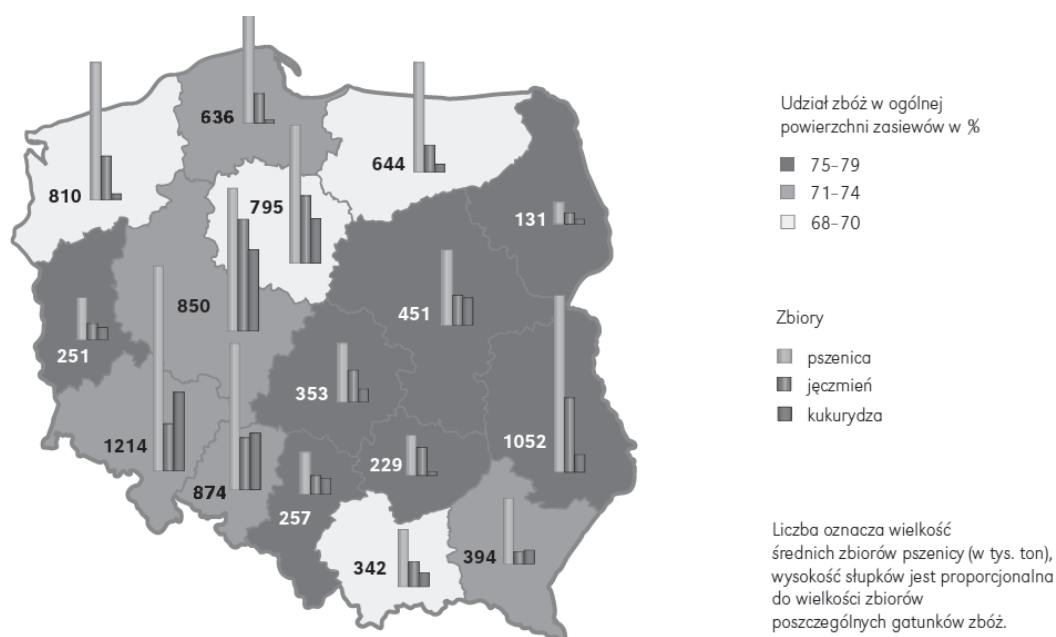 636
810
644
795
131
850
451
251
353
1214
1052
229
874
257
342
394
Udział zbóż w ogólnej
powierzchni zasiewów w %
75–79
71–74
68–70
Zbiory
pszenica
jęczmień
kukurydza
Liczba oznacza wielkość
średnich zbiorów pszenicy (w tys. ton),
wysokość słupków jest proporcjonalna
do wielkości zbiorów
poszczególnych gatunków zbóż.